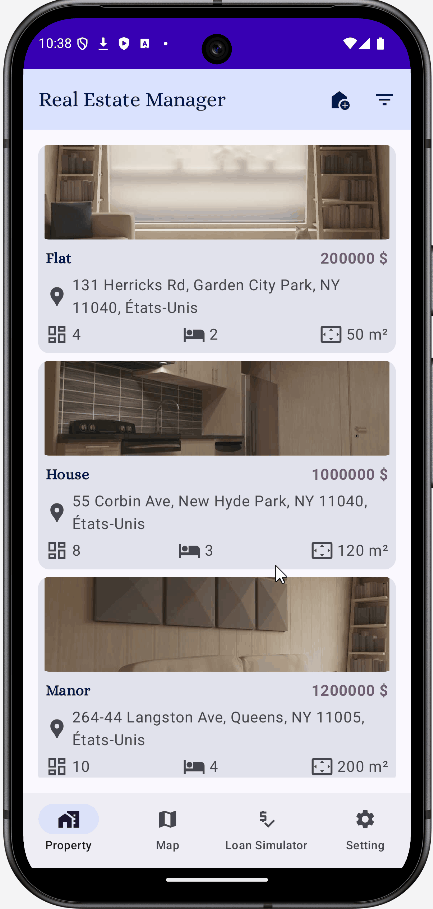 10:38
Real Estate Manager
Flat 200000 $
131 Herricks Rd, Garden City Park, NY
11040, États-Unis
4 2 50 m²
House 1000000 $
55 Corbin Ave, New Hyde Park, NY 11040,
États-Unis
8 3 120 m²
Manor 1200000 $
264-44 Langston Ave, Queens, NY 11005,
États-Unis
10 4 200 m²
Property Map Loan Simulator Setting